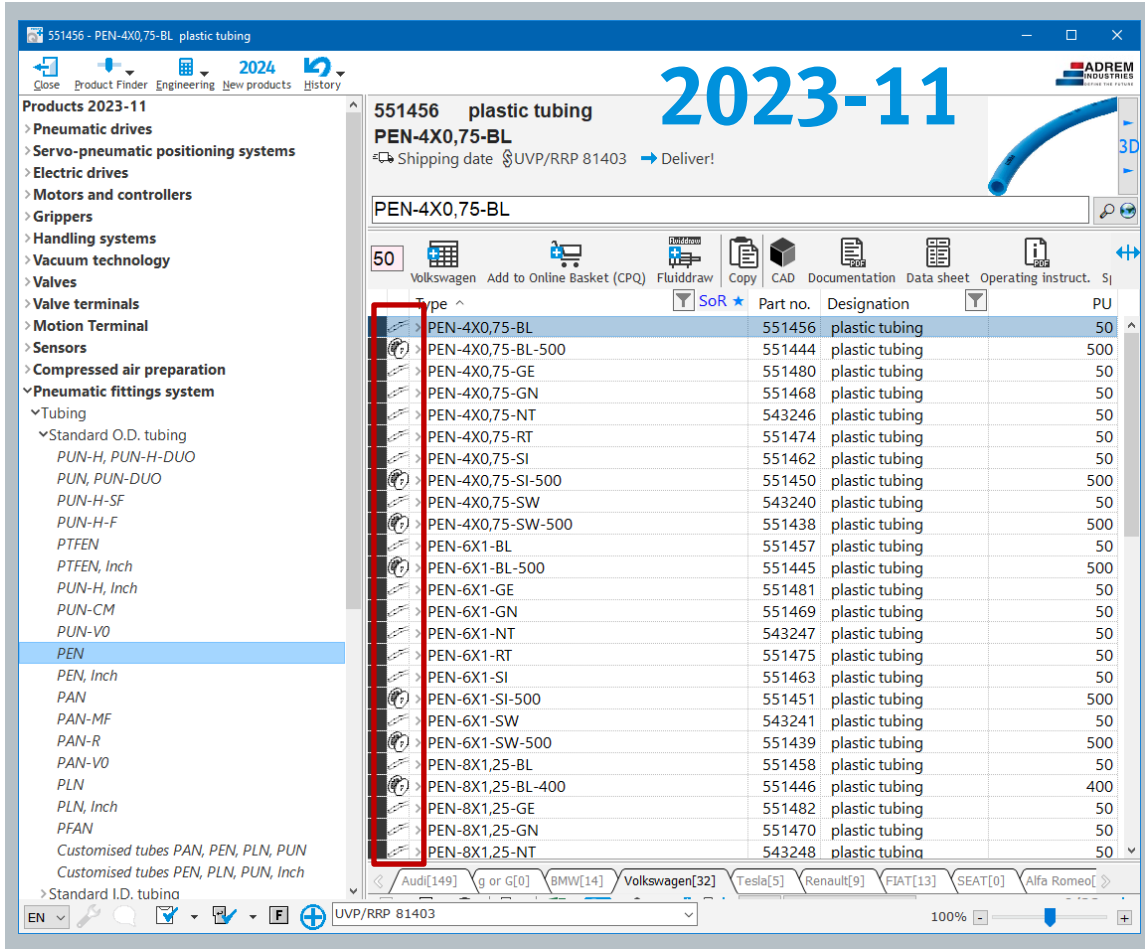 551456 - PEN-4X0,75-BL plastic tubing
Close Product Finder Engineering 2024 New products History
ADREM
INDUSTRIES
Products 2023-11
Pneumatic drives
Servo-pneumatic positioning systems
Electric drives
Motors and controllers
Grippers
Handling systems
Vacuum technology
Valves
Valve terminals
Motion Terminal
Sensors
Compressed air preparation
Pneumatic fittings system
Tubing
Standard O.D. tubing
PUN-H, PUN-H-DUO
PUN, PUN-DUO
PUN-H-SF
PUN-H-F
PTFEN
PTFEN, Inch
PUN-H, Inch
PUN-CM
PUN-V0
PEN
PEN, Inch
PAN
PAN-MF
PAN-R
PAN-V0
PLN
PLN, Inch
PFAN
Customised tubes PAN, PEN, PLN, PUN
Customised tubes PEN, PLN, PUN, Inch
Standard I.D. tubing
2023-11
551456 plastic tubing
PEN-4X0,75-BL
Shipping date §UVP/RRP 81403 Deliver!
3D
PEN-4X0,75-BL
50 Volkswagen Add to Online Basket (CPQ) Fluiddraw Copy CAD Documentation Data sheet Operating instruct. Sp
Type SoR Part no. Designation PU
PEN-4X0,75-BL 551456 plastic tubing 50
PEN-4X0,75-BL-500 551444 plastic tubing 500
PEN-4X0,75-GE 551480 plastic tubing 50
PEN-4X0,75-GN 551468 plastic tubing 50
PEN-4X0,75-NT 543246 plastic tubing 50
PEN-4X0,75-RT 551474 plastic tubing 50
PEN-4X0,75-SI 551462 plastic tubing 50
PEN-4X0,75-SI-500 551450 plastic tubing 500
PEN-4X0,75-SW 543240 plastic tubing 50
PEN-4X0,75-SW-500 551438 plastic tubing 500
PEN-6X1-BL 551457 plastic tubing 50
PEN-6X1-BL-500 551445 plastic tubing 500
PEN-6X1-GE 551481 plastic tubing 50
PEN-6X1-GN 551469 plastic tubing 50
PEN-6X1-NT 543247 plastic tubing 50
PEN-6X1-RT 551475 plastic tubing 50
PEN-6X1-SI 551463 plastic tubing 50
PEN-6X1-SI-500 551451 plastic tubing 500
PEN-6X1-SW 543241 plastic tubing 50
PEN-6X1-SW-500 551439 plastic tubing 500
PEN-8X1,25-BL 551458 plastic tubing 50
PEN-8X1,25-BL-400 551446 plastic tubing 400
PEN-8X1,25-GE 551482 plastic tubing 50
PEN-8X1,25-GN 551470 plastic tubing 50
PEN-8X1,25-NT 543248 plastic tubing 50
Audi[149] g or G[0] BMW[14] Volkswagen[32] Tesla[5] Renault[9] FIAT[13] SEAT[0] Alfa Romeo[
EN F UVP/RRP 81403 100% - +